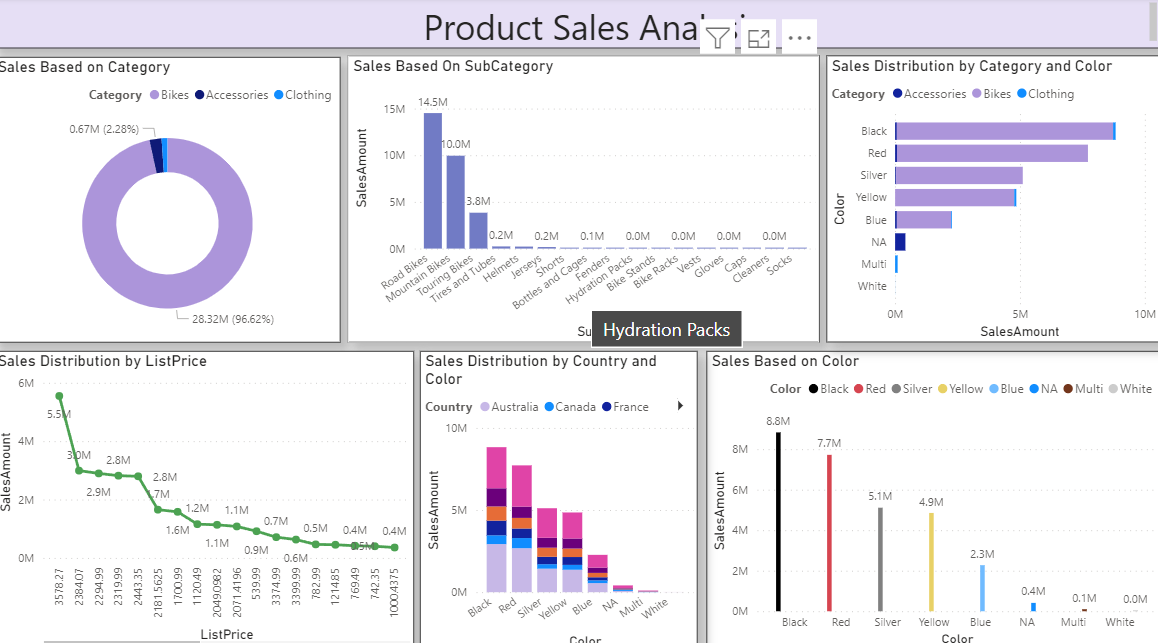 Product Sales Anal
Sales Based on Category
Category Bikes Accessories Clothing
0.67M (2.28%)
28.32M (96.62%)
Sales Based On SubCategory
SalesAmount
15M
10M
5M
0M
14.5M
10.0M
3.8M
0.2M
0.2M
0.1M
0.0M
0.0M
0.0M
0.0M
Road Bikes
Mountain Bikes
Touring Bikes
Tires and Tubes
Helmets
Jerseys
Shorts
Bottles and Cages
Fenders
Hydration Packs
Bike Stands
Bike Racks
Vests
Gloves
Caps
Cleaners
Socks
Su
Hydration Packs
Sales Distribution by Category and Color
Category Accessories Bikes Clothing
Color
Black
Red
Silver
Yellow
Blue
NA
Multi
White
0M
5M
10M
SalesAmount
Sales Distribution by ListPrice
SalesAmount
6M
4M
2M
0M
5.5M
3.0M
2.9M
2.8M
2.8M
1.7M
1.6M
1.2M
1.1M
1.1M
0.9M
0.7M
0.6M
0.5M
0.4M
0.5M
0.4M
3578.27
2384.07
2294.99
2319.99
2443.35
2181.5625
1700.99
1120.49
2049.0982
2071.4196
539.99
3374.99
3399.99
782.99
1214.85
769.49
742.35
1000.4375
ListPrice
Sales Distribution by Country and
Color
Country Australia Canada France
SalesAmount
10M
5M
0M
Black
Red
Silver
Yellow
Blue
NA
Multi
White
Color
Sales Based on Color
Color Black Red Silver Yellow Blue NA Multi White
SalesAmount
8M
6M
4M
2M
0M
8.8M
7.7M
5.1M
4.9M
2.3M
0.4M
0.1M
0.0M
Black
Red
Silver
Yellow
Blue
NA
Multi
White
Color